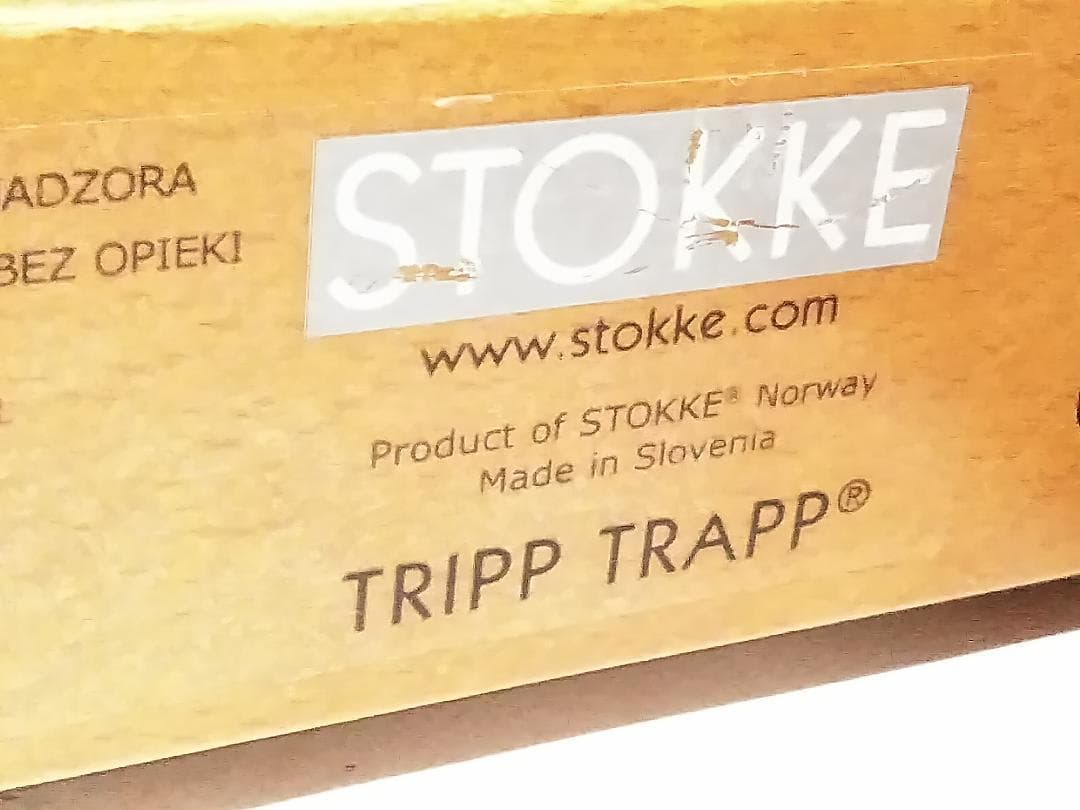 STOKKE
ADZORA
BEZ OPIEKI
www.stokke.com
Product of STOKKE® Norway
Made in Slovenia
TRIPP TRAPP®